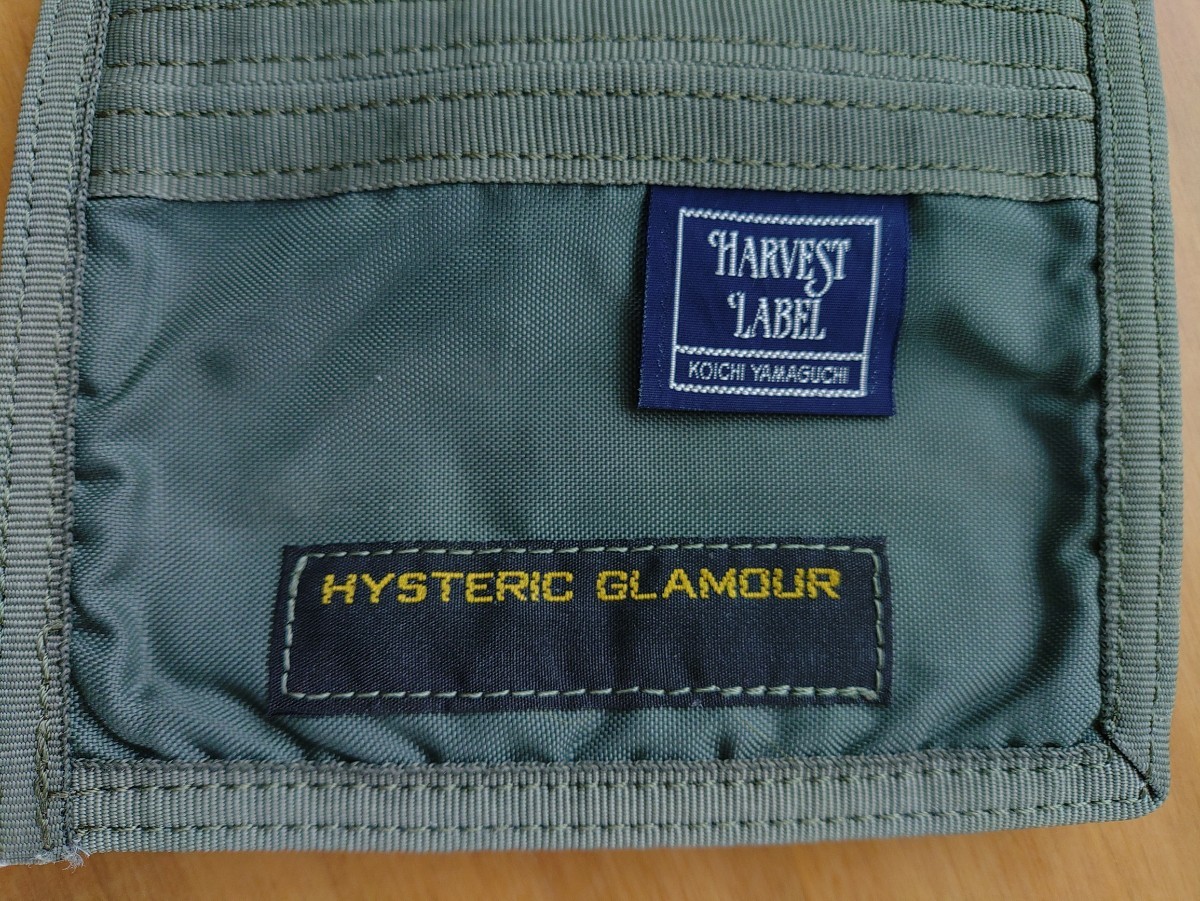 HARVEST
LABEL
KOICHI YAMAGUCHI
HYSTERIC GLAMOUR